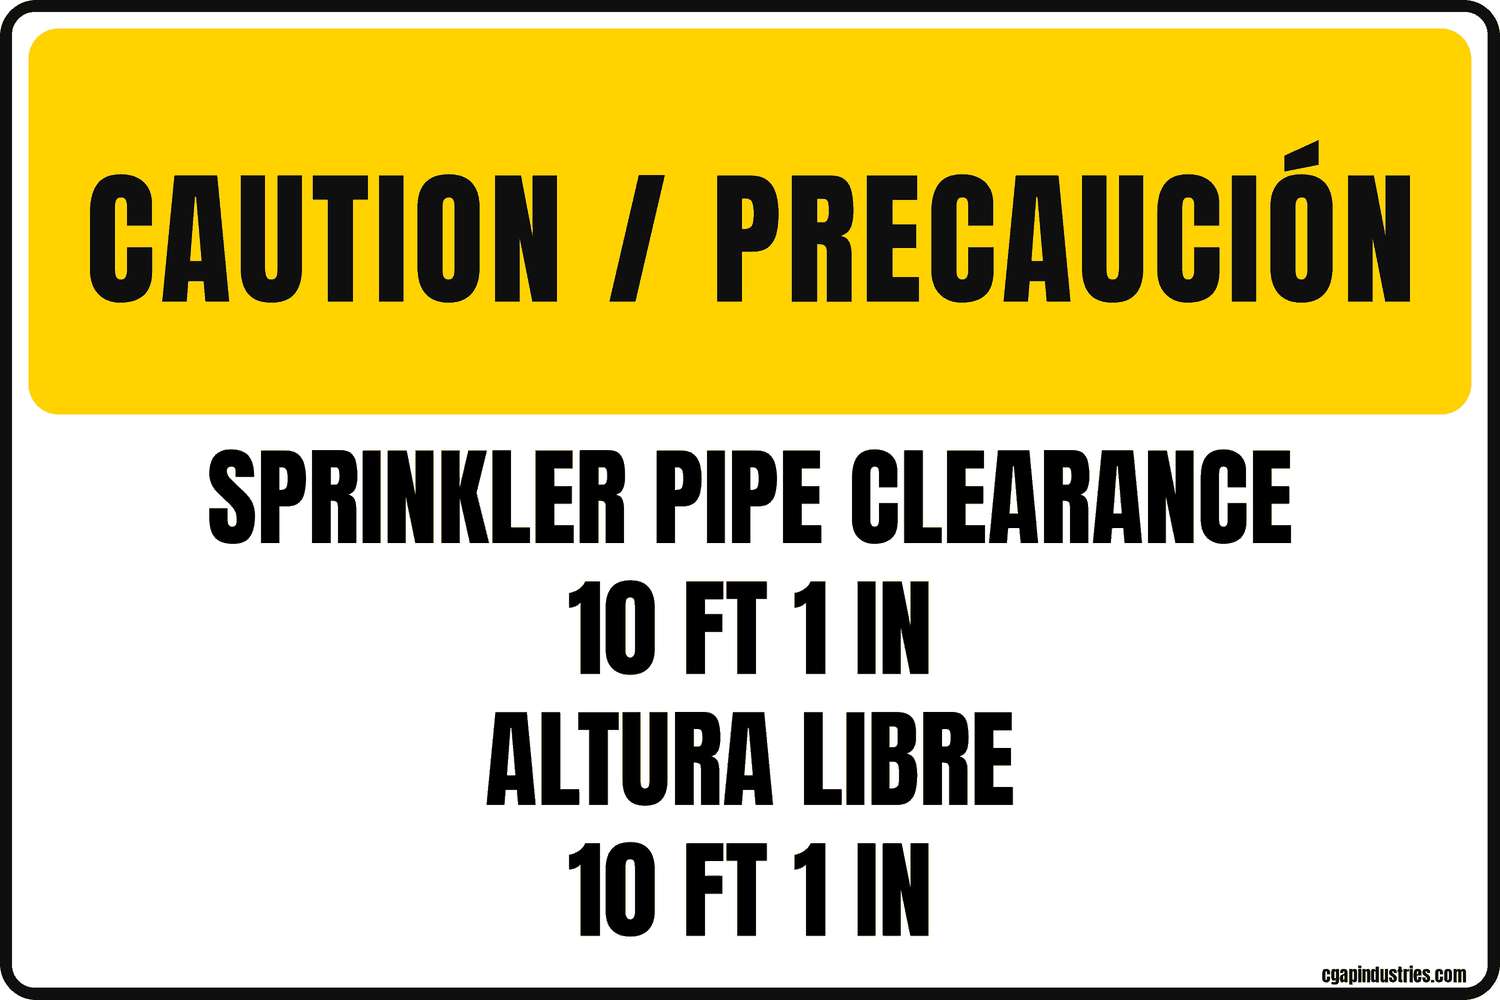 CAUTION / PRECAUCIÓN
SPRINKLER PIPE CLEARANCE
10 FT 1 IN
ALTURA LIBRE
10 FT 1 IN
cgapindustries.com